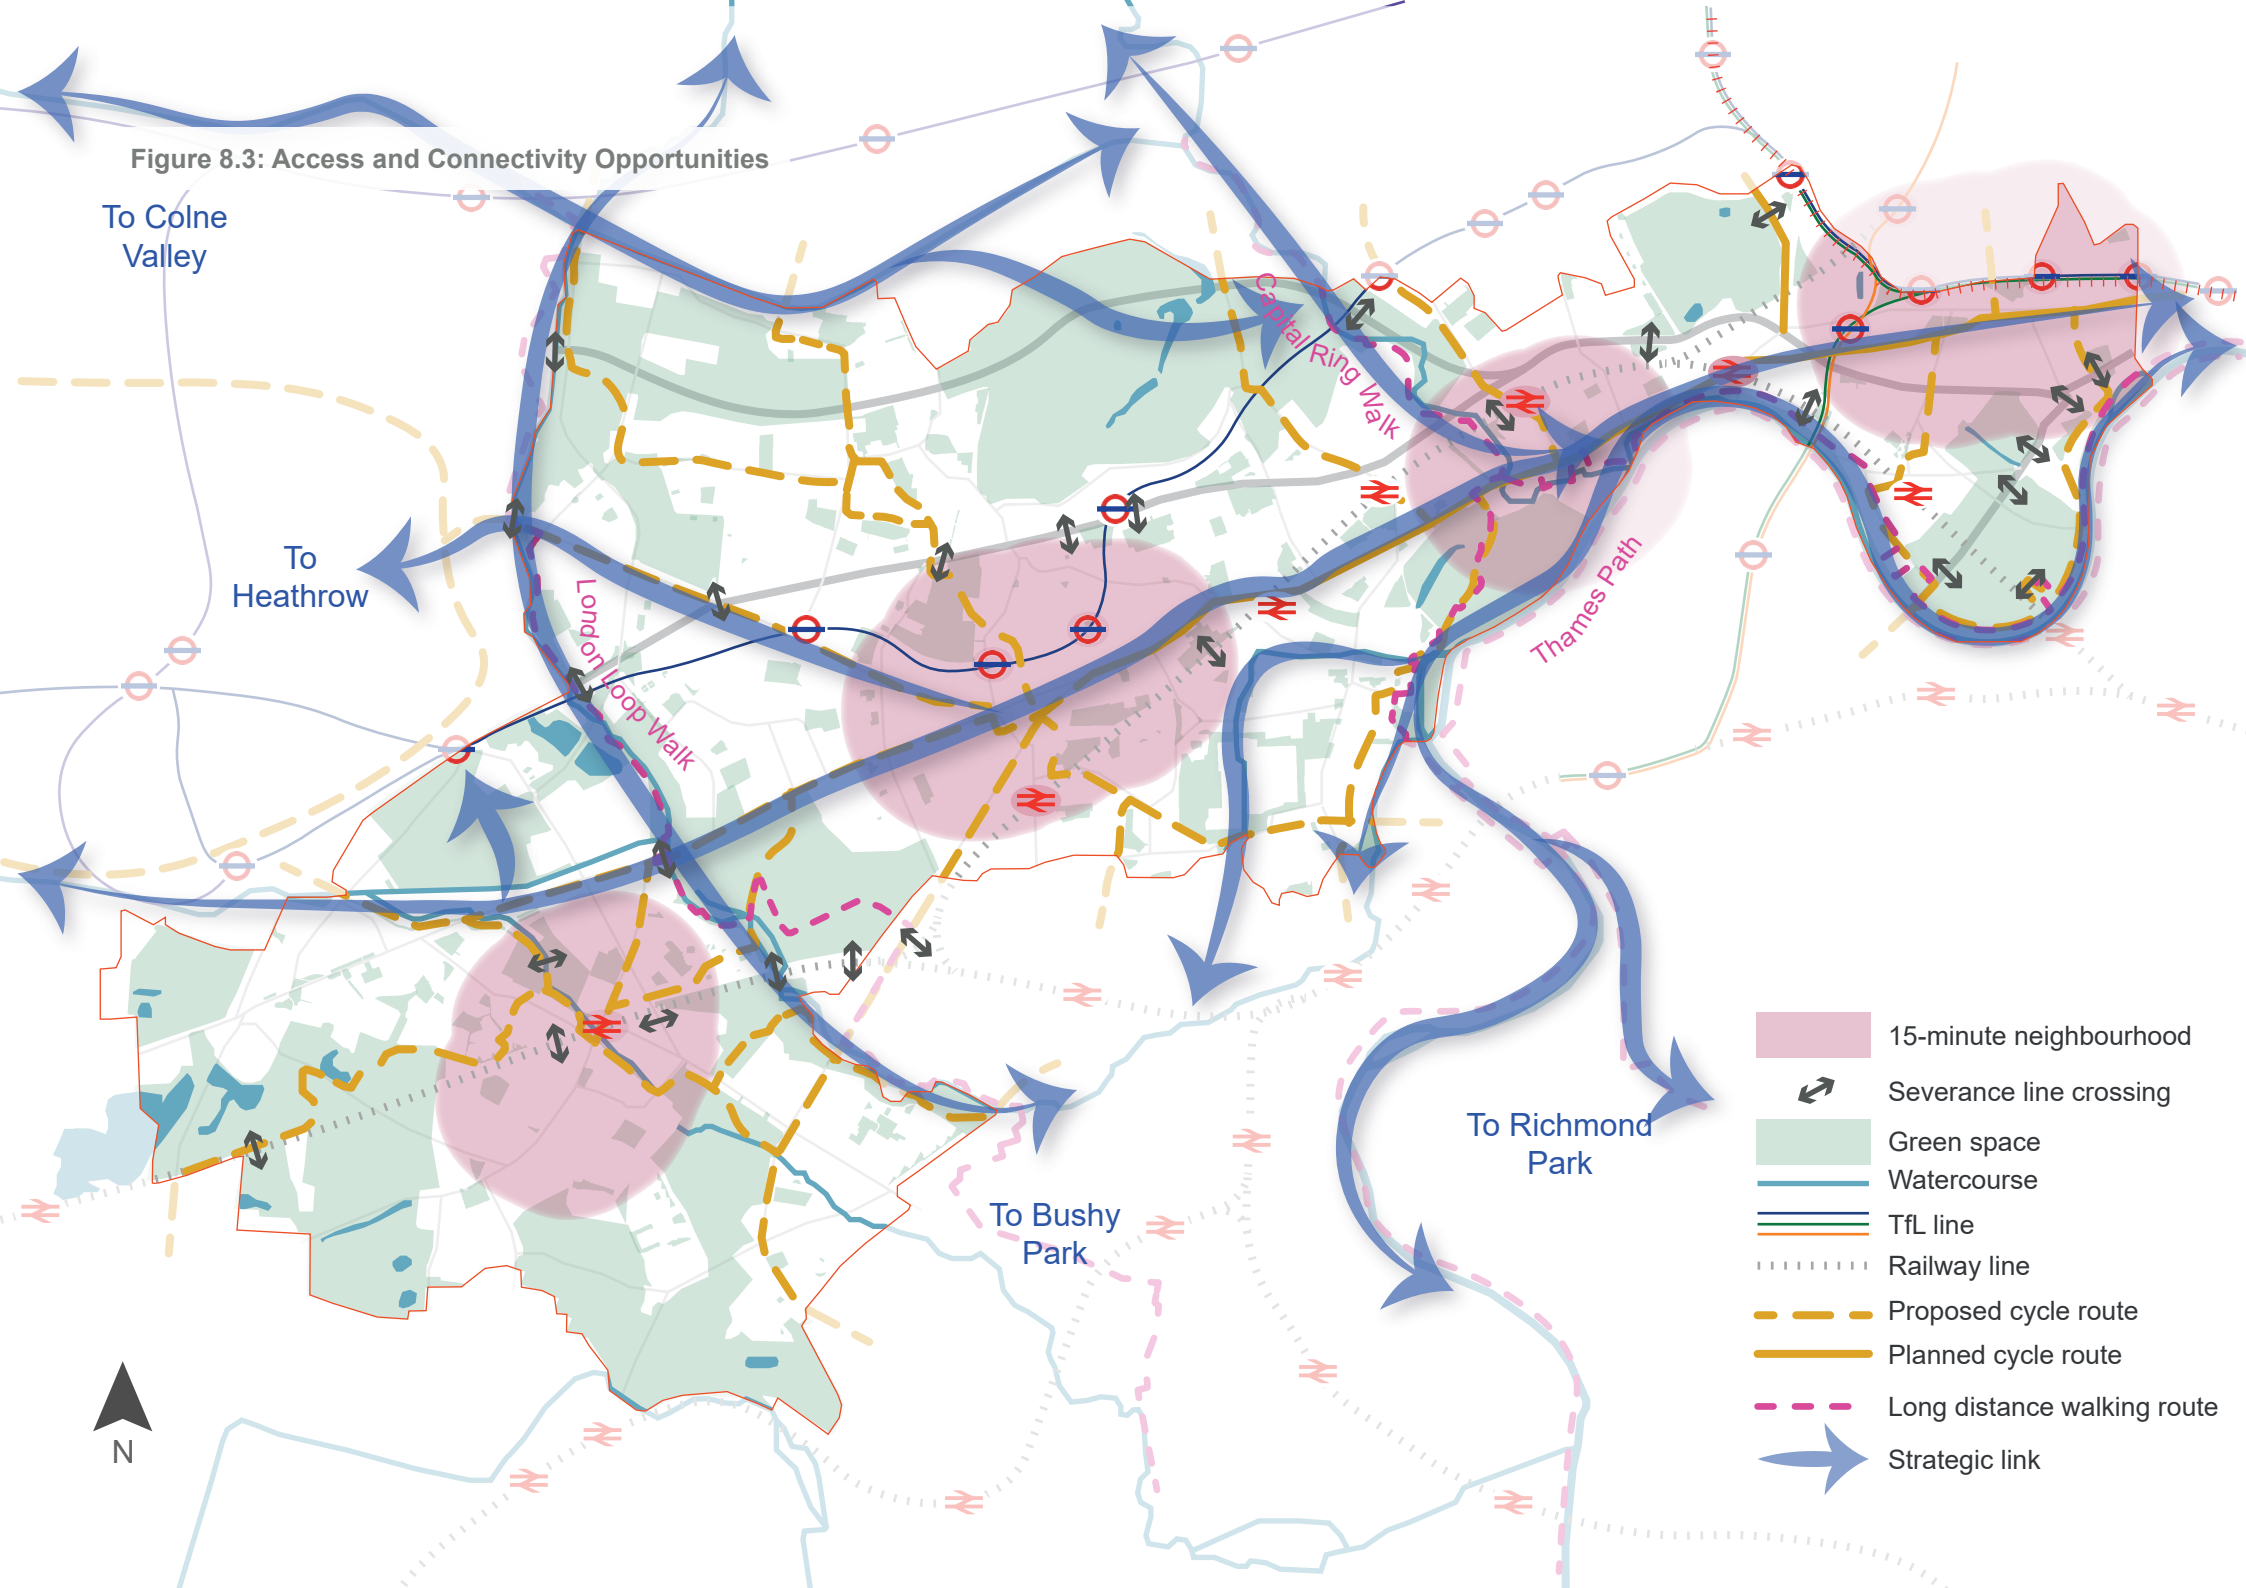 Figure 8.3: Access and Connectivity Opportunities
To Colne
Valley
To
Heathrow
London Loop Walk
Capital Ring Walk
Thames Path
To Richmond
Park
To Bushy
Park
N
15-minute neighbourhood
Severance line crossing
Green space
Watercourse
TfL line
Railway line
Proposed cycle route
Planned cycle route
Long distance walking route
Strategic link